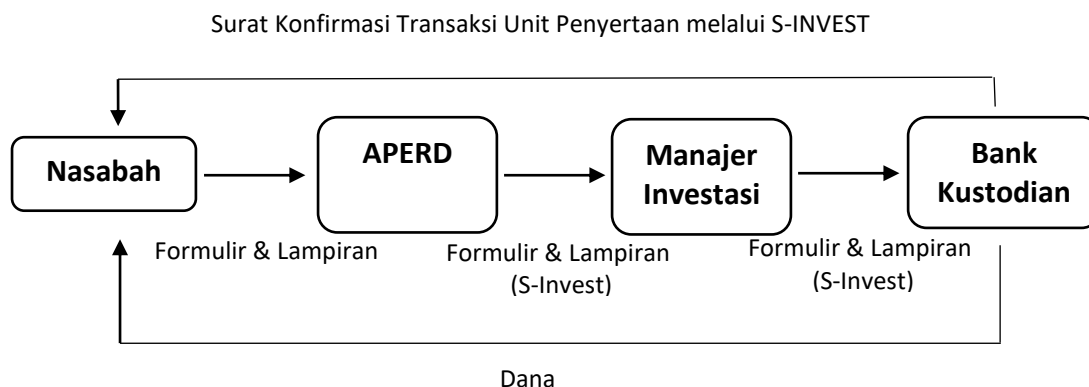 Surat Konfirmasi Transaksi Unit Penyertaan melalui S-INVEST
Nasabah
APERD
Manajer
Investasi
Bank
Kustodian
Formulir & Lampiran
Formulir & Lampiran
(S-Invest)
Formulir & Lampiran
(S-Invest)
Dana